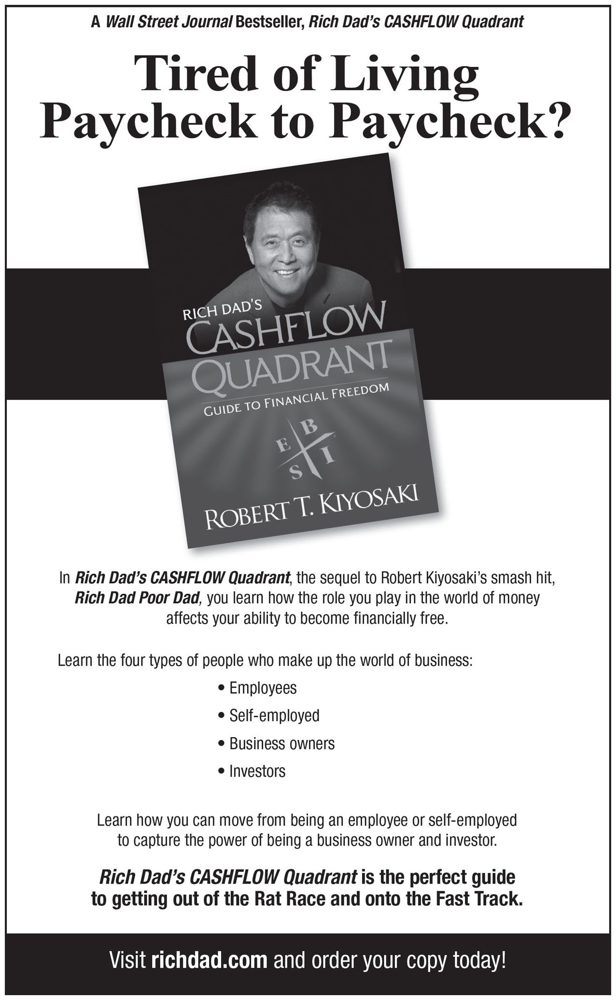 A Wall Street Journal Bestseller, Rich Dad’s CASHFLOW Quadrant
Tired of Living
Paycheck to Paycheck?
RICH DAD'S
CASHFLOW
QUADRANT
GUIDE TO FINANCIAL FREEDOM
E B
S I
ROBERT T. KIYOSAKI
In Rich Dad’s CASHFLOW Quadrant, the sequel to Robert Kiyosaki’s smash hit,
Rich Dad Poor Dad, you learn how the role you play in the world of money
affects your ability to become financially free.
Learn the four types of people who make up the world of business:
• Employees
• Self-employed
• Business owners
• Investors
Learn how you can move from being an employee or self-employed
to capture the power of being a business owner and investor.
Rich Dad’s CASHFLOW Quadrant is the perfect guide
to getting out of the Rat Race and onto the Fast Track.
Visit richdad.com and order your copy today!